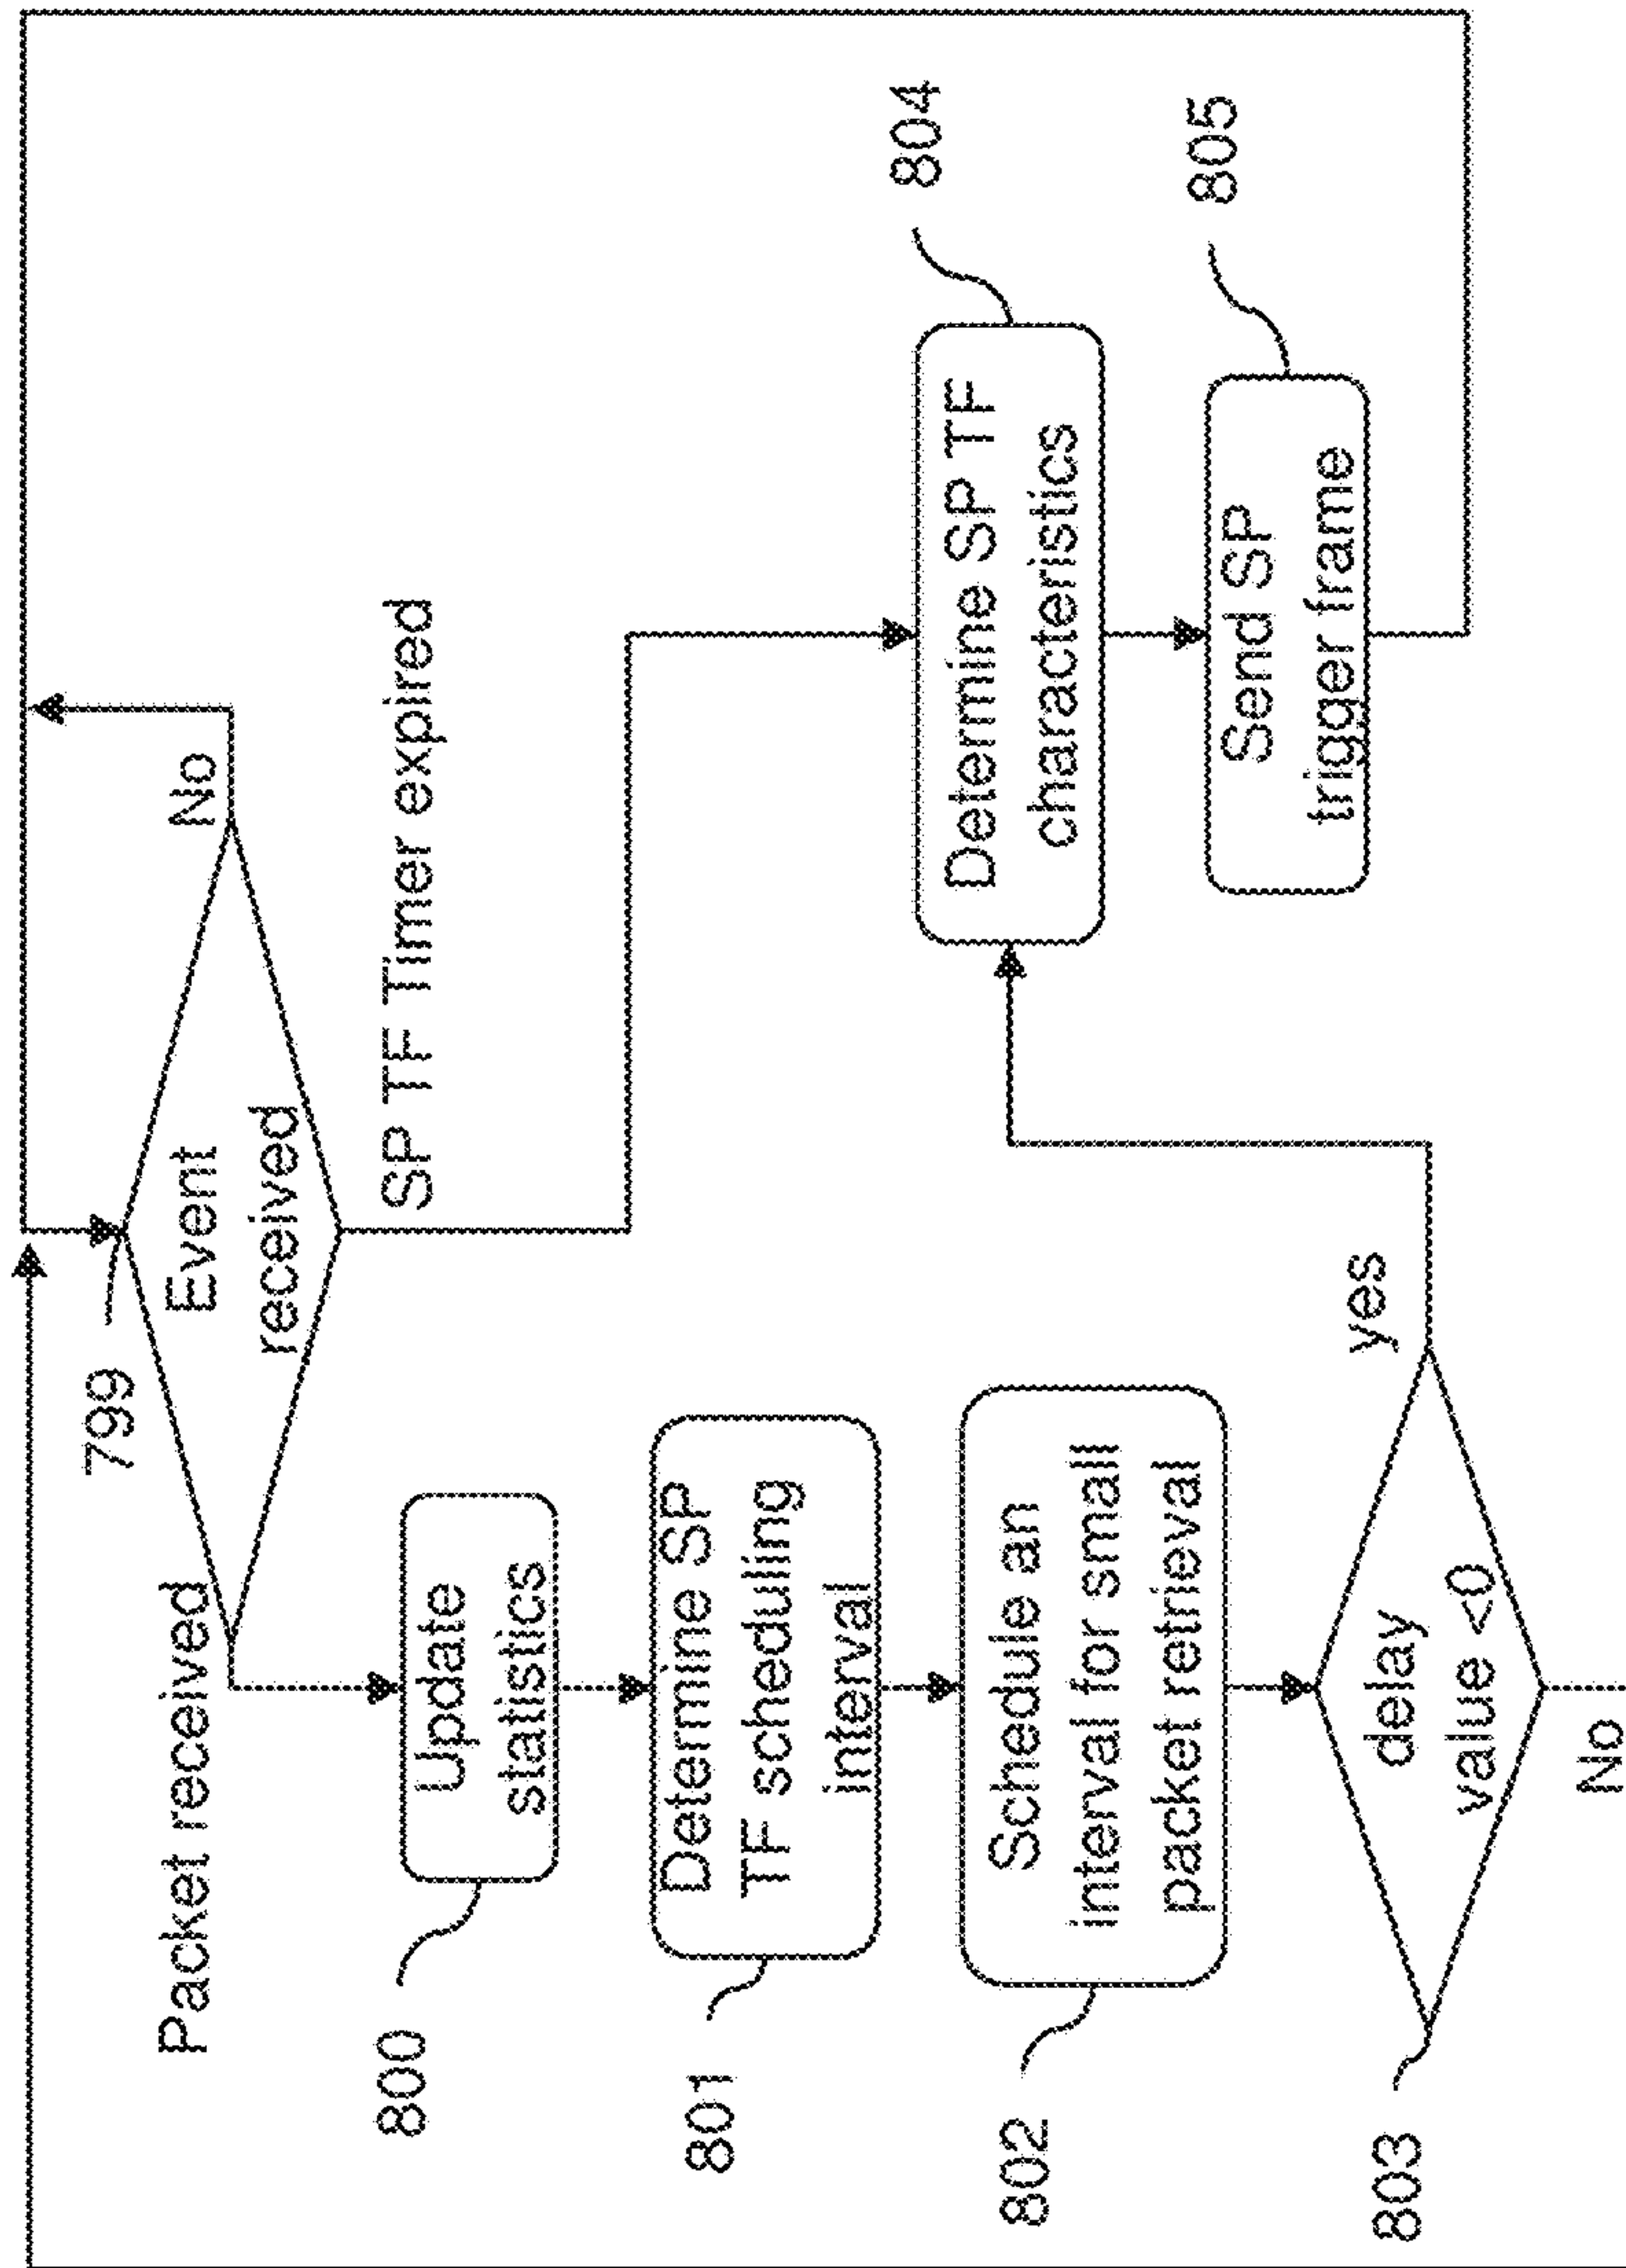 799
Event
received
No
Packet received
SP TF Timer expired
800
Update
statistics
801
Determine SP
TF scheduling
interval
802
Schedule an
interval for small
packet retrieval
803
delay
value <0
yes
No
Determine SP TF
characteristics
804
Send SP
trigger frame
805